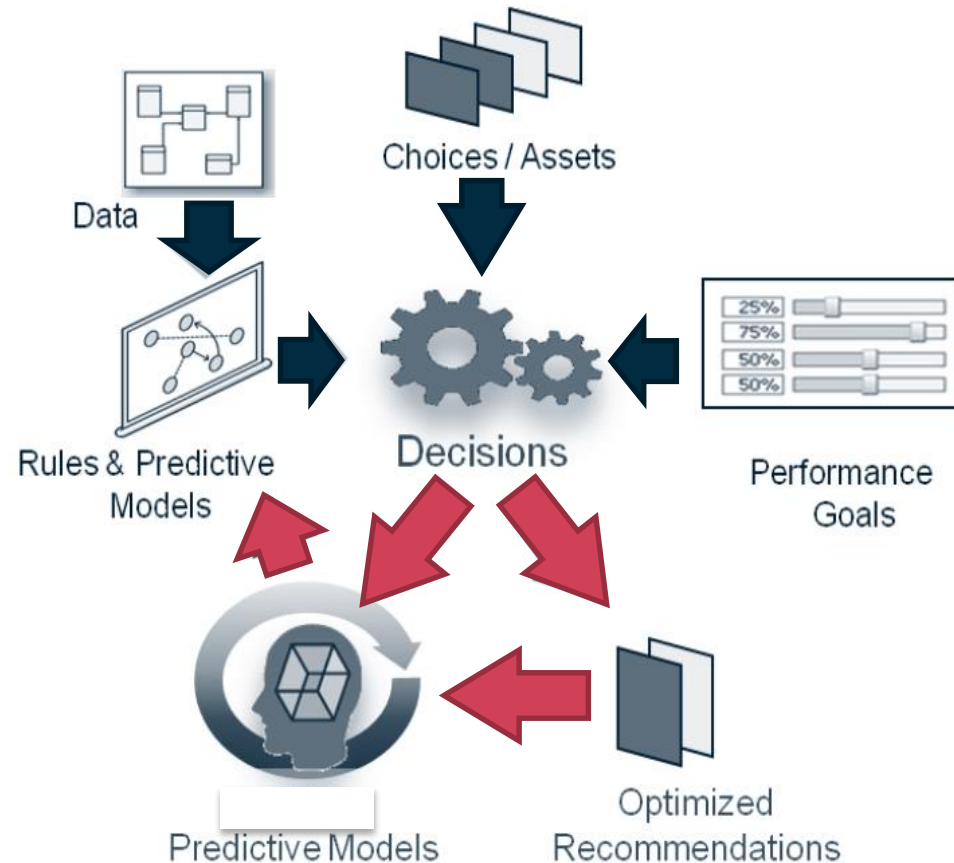 Choices / Assets
Data
25%
75%
50%
50%
Decisions
Rules & Predictive
Models
Performance
Goals
Optimized
Recommendations
Predictive Models